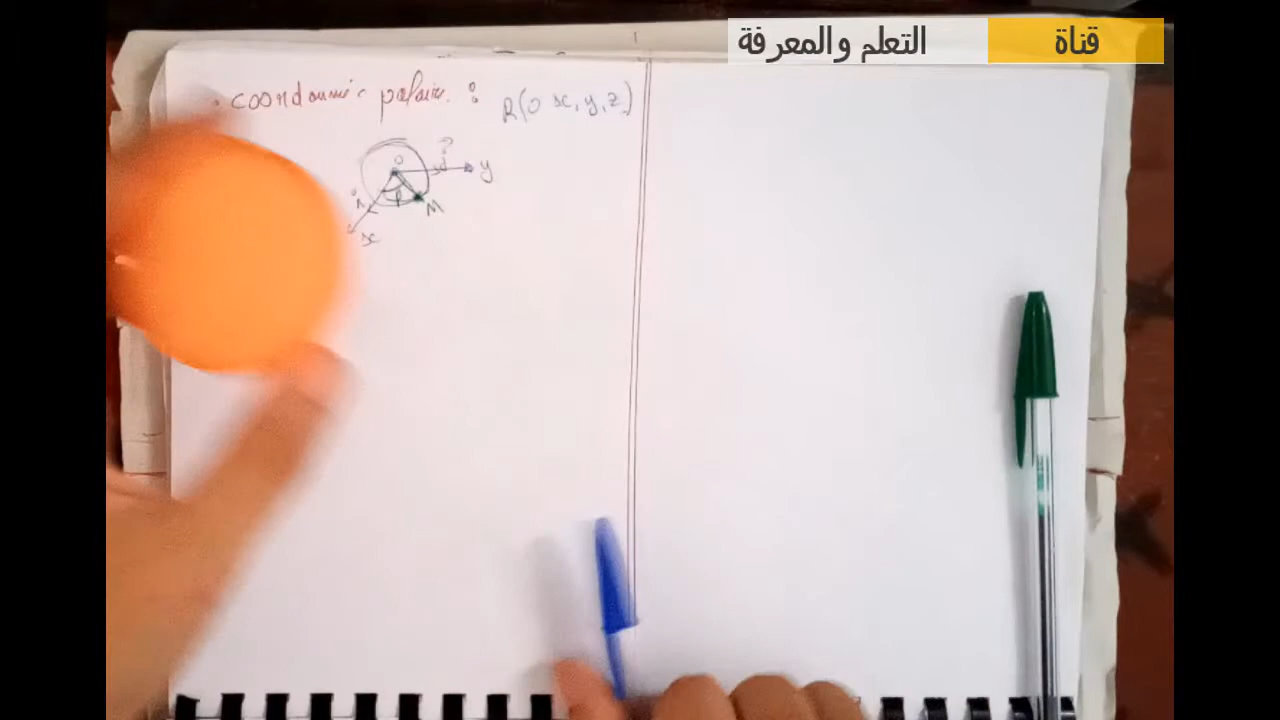 قناة التعلم والمعرفة
. coordonnée polaire : R(O x, y, z)
O
j
y
i
φ
M
x